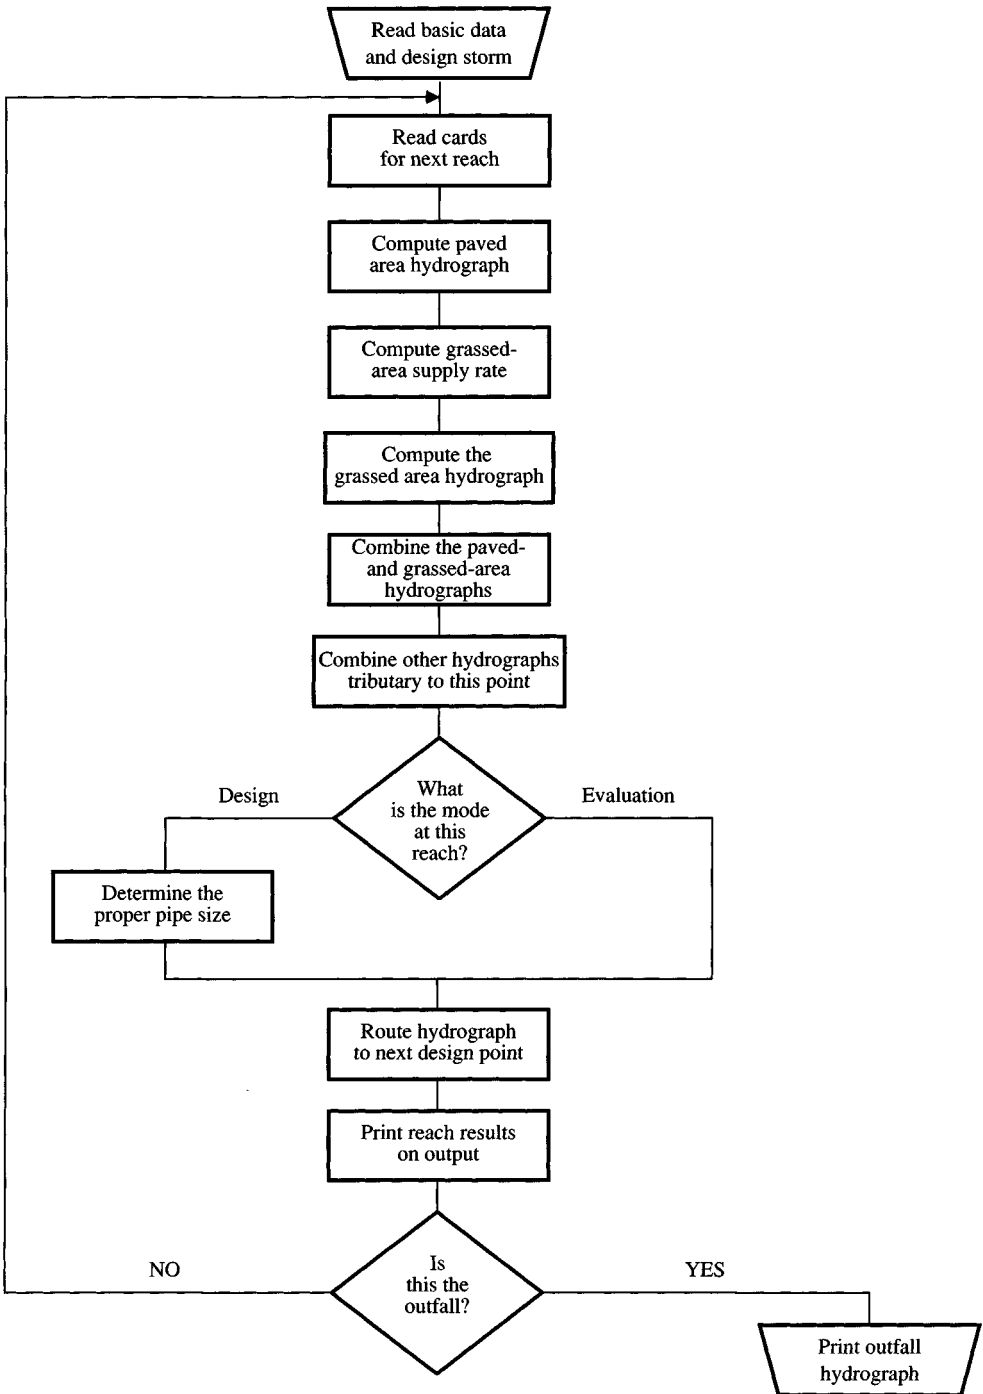 Read basic data
and design storm
Read cards
for next reach
Compute paved
area hydrograph
Compute grassed-
area supply rate
Compute the
grassed area hydrograph
Combine the paved-
and grassed-area
hydrographs
Combine other hydrographs
tributary to this point
What
is the mode
at this
reach?
Design
Evaluation
Determine the
proper pipe size
Route hydrograph
to next design point
Print reach results
on output
Is
this the
outfall?
NO
YES
Print outfall
hydrograph